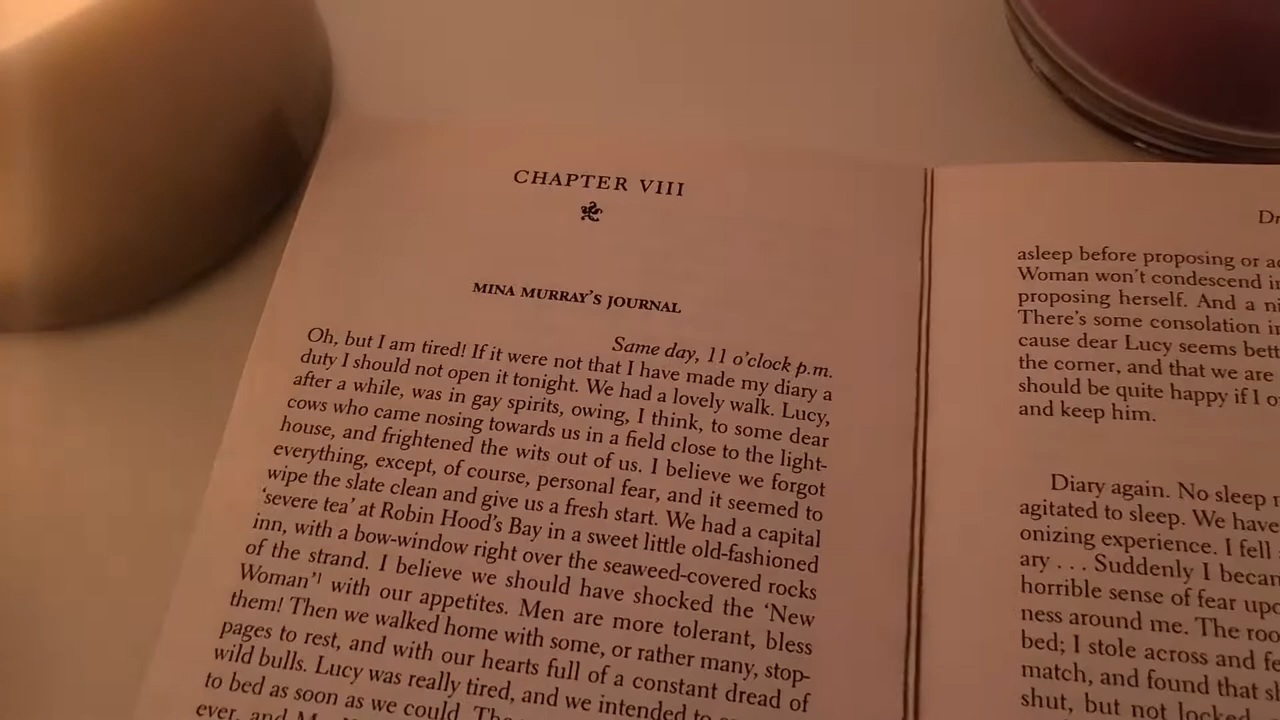 CHAPTER VIII
MINA MURRAY'S JOURNAL
Same day, 11 o'clock p.m.
Oh, but I am tired! If it were not that I have made my diary a
duty I should not open it tonight. We had a lovely walk. Lucy,
after a while, was in gay spirits, owing, I think, to some dear
cows who came nosing towards us in a field close to the light-
house, and frightened the wits out of us. I believe we forgot
everything, except, of course, personal fear, and it seemed to
wipe the slate clean and give us a fresh start. We had a capital
'severe tea' at Robin Hood's Bay in a sweet little old-fashioned
inn, with a bow-window right over the seaweed-covered rocks
of the strand. I believe we should have shocked the 'New
Woman'¹ with our appetites. Men are more tolerant, bless
them! Then we walked home with some, or rather many, stop-
pages to rest, and with our hearts full of a constant dread of
wild bulls. Lucy was really tired, and we intended to
to bed as soon as we could.
ever, and
asleep before proposing or
Woman won't condescend
proposing herself. And a
There's some consolation
cause dear Lucy seems
the corner, and that we are
should be quite happy if I
and keep him.
Diary again. No sleep
agitated to sleep. We have
onizing experience. I fell
ary . . . Suddenly I
horrible sense of fear
ness around me. The
bed; I stole across and
match, and found that
shut, but not locked